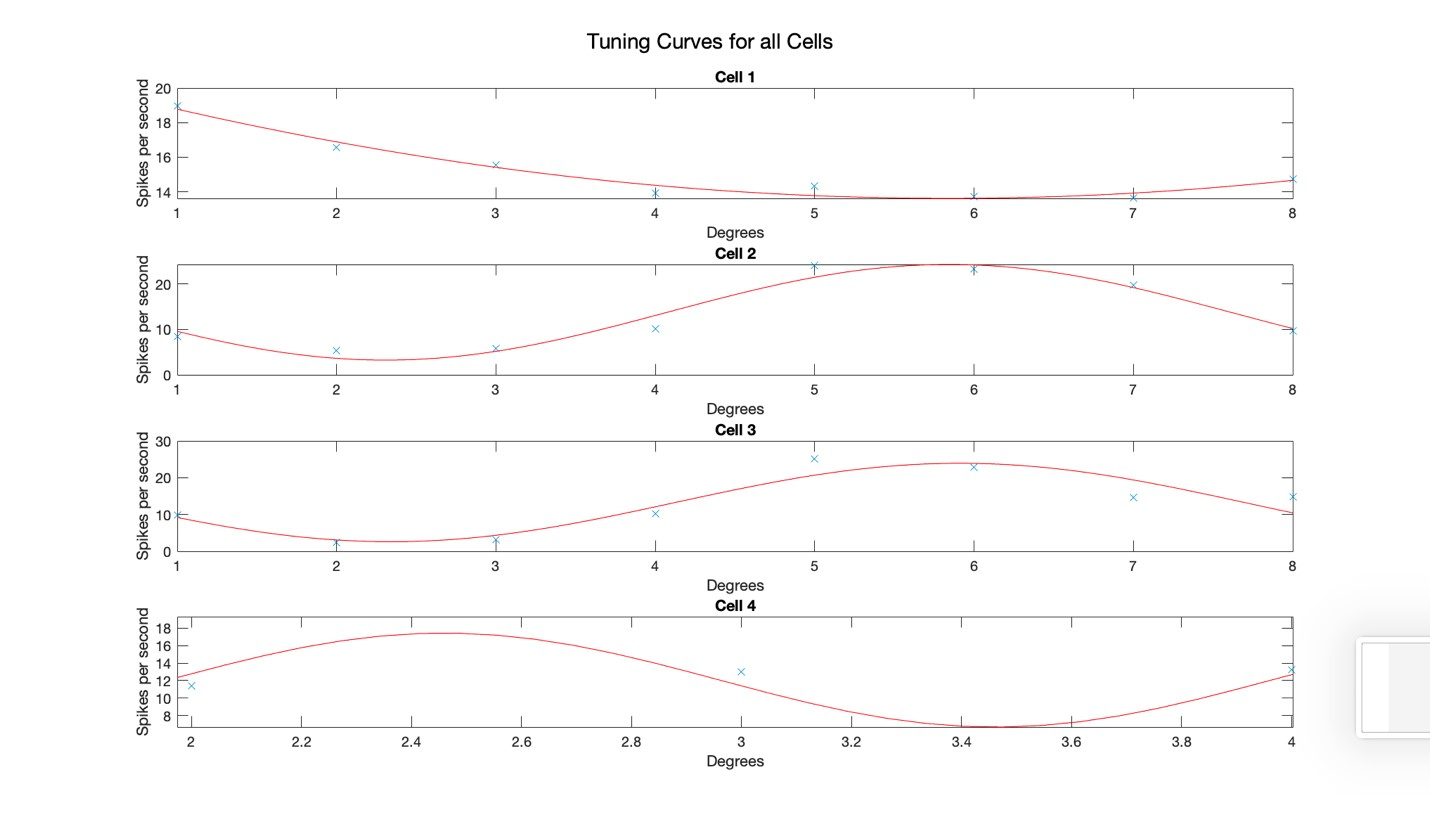 Tuning Curves for all Cells
Cell 1
Spikes per second
20
18
16
14
1 2 3 4 5 6 7 8
Degrees
Cell 2
Spikes per second
20
10
0
1 2 3 4 5 6 7 8
Degrees
Cell 3
Spikes per second
30
20
10
0
1 2 3 4 5 6 7 8
Degrees
Cell 4
Spikes per second
18
16
14
12
10
8
2 2.2 2.4 2.6 2.8 3 3.2 3.4 3.6 3.8 4
Degrees